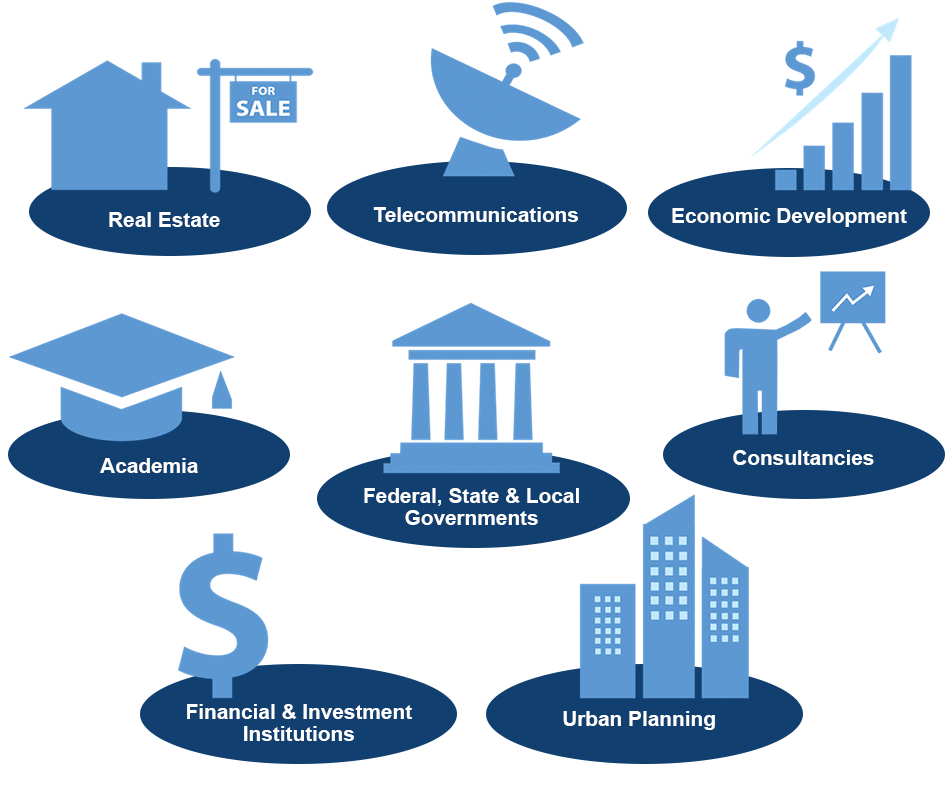 FOR
SALE
$
Real Estate
Telecommunications
Economic Development
Academia
Federal, State & Local
Governments
Consultancies
$
Financial & Investment
Institutions
Urban Planning